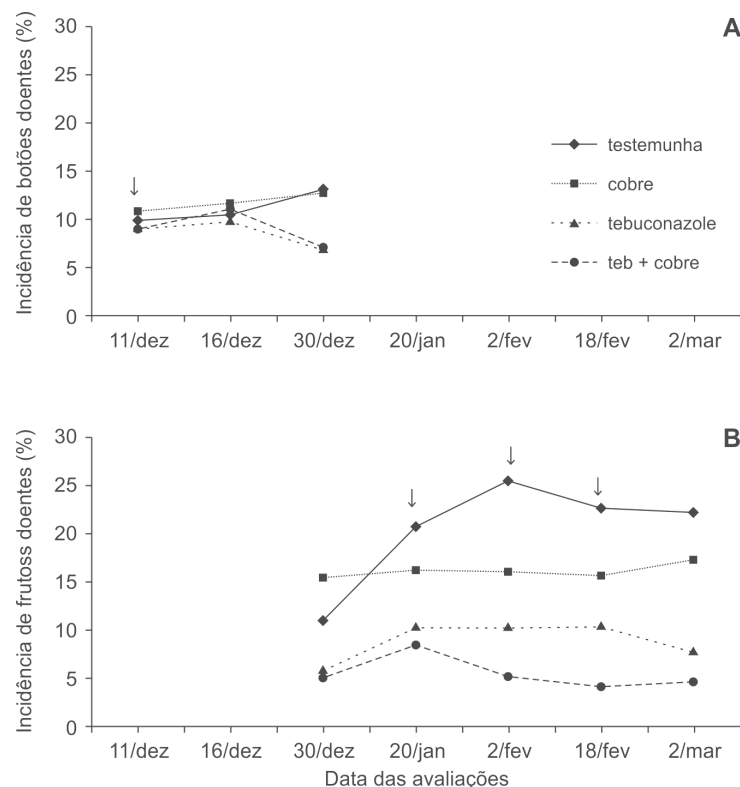 A
Incidência de botões doentes (%)
30
25
20
15
10
5
0
testemunha
cobre
tebuconazole
teb + cobre
11/dez 16/dez 30/dez 20/jan 2/fev 18/fev 2/mar
B
Incidência de frutoss doentes (%)
30
25
20
15
10
5
0
11/dez 16/dez 30/dez 20/jan 2/fev 18/fev 2/mar
Data das avaliações